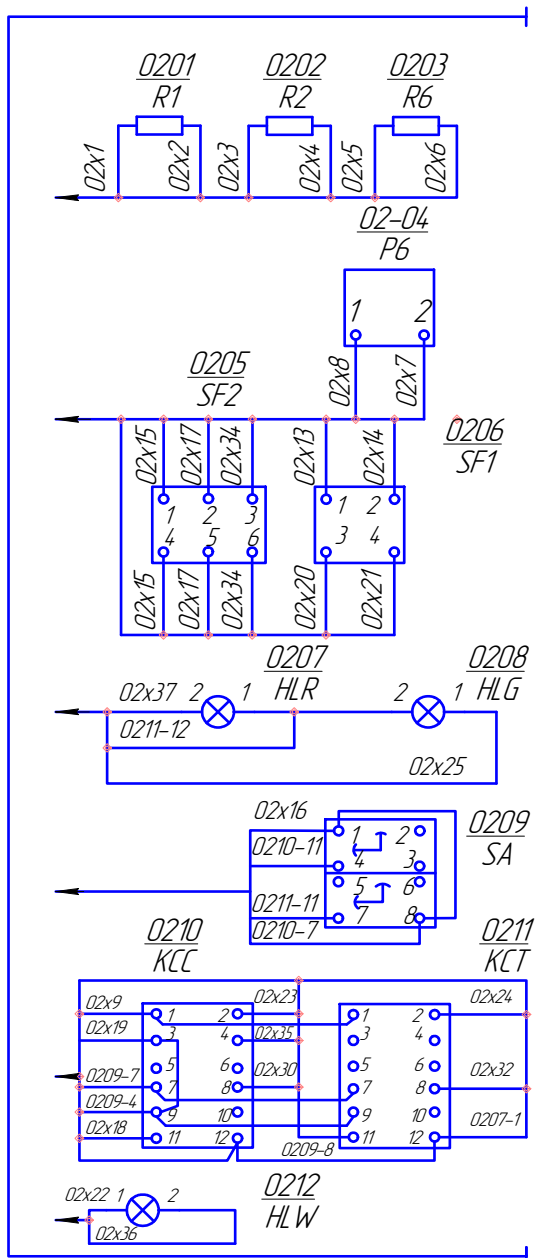 0201 0202 0203
R1 R2 R6
02x1 02x2 02x3 02x4 02x5 02x6
02-04
P6
1 2
02x8 02x7
0205
SF2
0206
SF1
02x15 02x17 02x34 02x13 02x14
1 2 3 1 2
4 5 6 3 4
02x15 02x17 02x34 02x20 02x21
0207 0208
HLR HLG
02x37 2 1 2 1
0211-12
02x25
02x16
0209
SA
1 2
0210-11 4 3
5 6
0211-11 7 8
0210-7
0210 0211
KCC KCT
02x9 1 2 02x23 1 2 02x24
02x19 3 4 02x35 3 4
5 6 5 6
0209-7 7 8 02x30 7 8 02x32
0209-4 9 10 9 10 0207-1
02x18 11 12 11 12
0209-8
0212
HLW
02x22 1 2
02x36